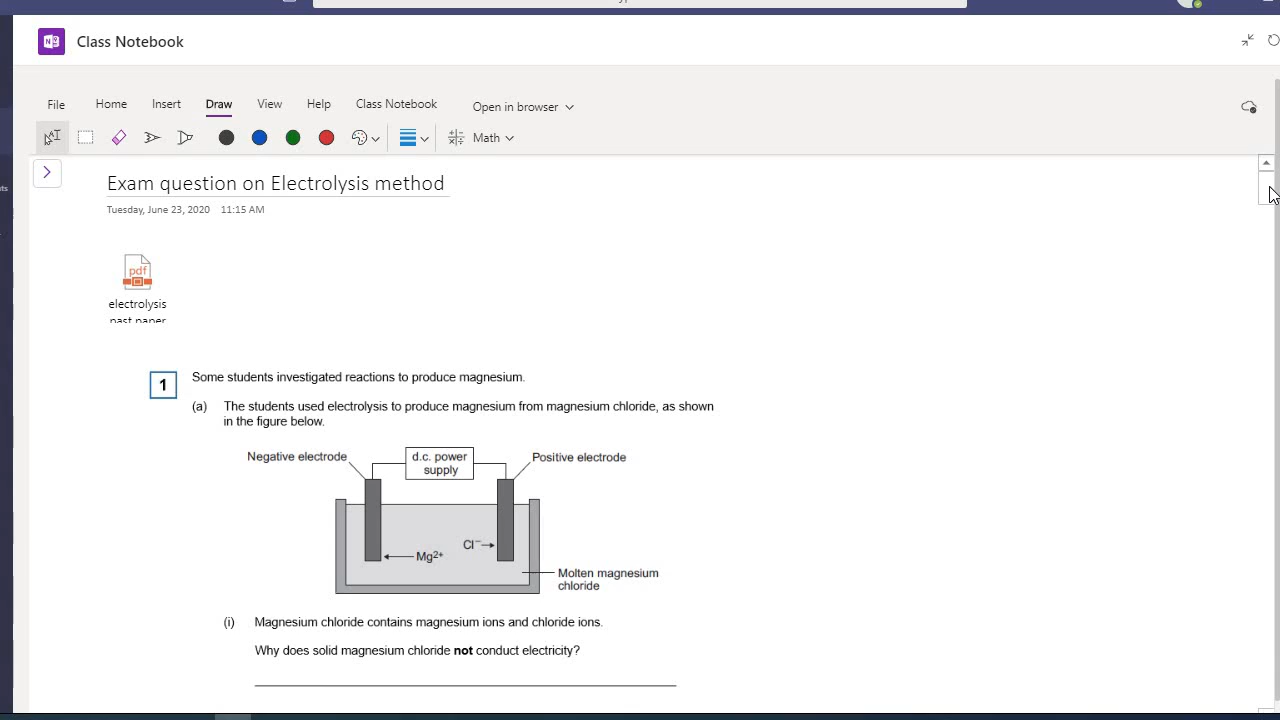 Class Notebook
File Home Insert Draw View Help Class Notebook Open in browser
Math
Exam question on Electrolysis method
Tuesday, June 23, 2020 11:15 AM
pdf
electrolysis
past paper
1 Some students investigated reactions to produce magnesium.
(a) The students used electrolysis to produce magnesium from magnesium chloride, as shown
in the figure below.
Negative electrode
d.c. power
supply
Positive electrode
Cl⁻
Mg²⁺
Molten magnesium
chloride
(i) Magnesium chloride contains magnesium ions and chloride ions.
Why does solid magnesium chloride not conduct electricity?